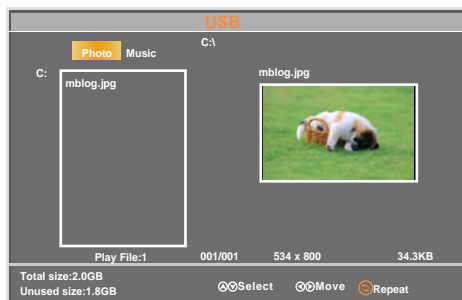 USB
Photo Music
C:\
C:
mblog.jpg
mblog.jpg
Play File:1 001/001 534 x 800 34.3KB
Total size:2.0GB
Unused size:1.8GB
Select Move Repeat